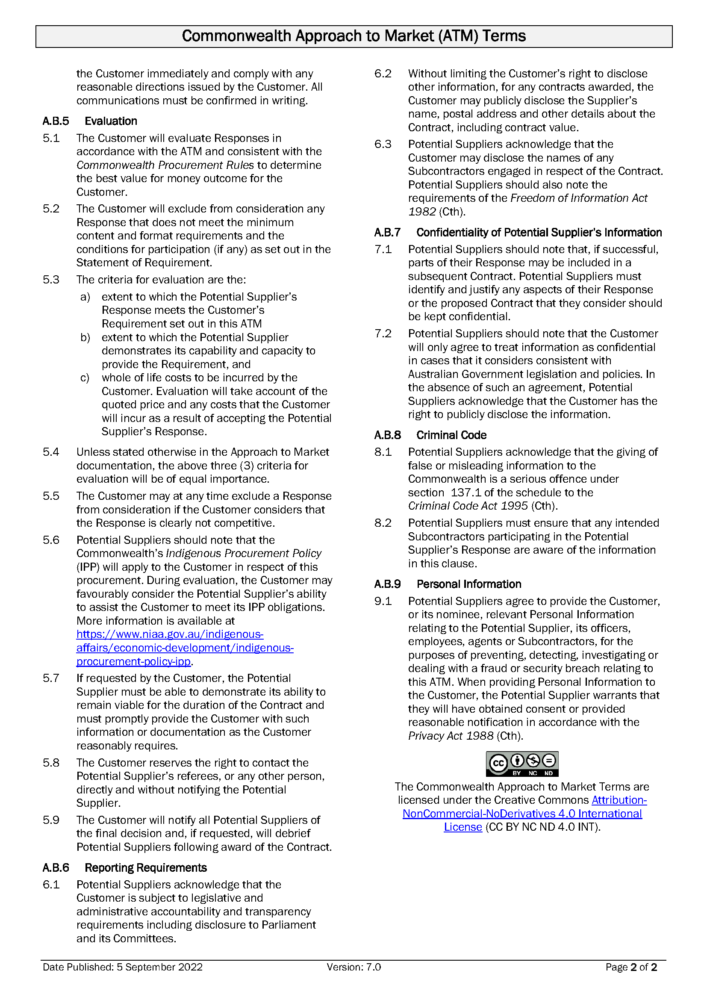 Commonwealth Approach to Market (ATM) Terms
the Customer immediately and comply with any
reasonable directions issued by the Customer. All
communications must be confirmed in writing.
A.B.5 Evaluation
5.1 The Customer will evaluate Responses in
accordance with the ATM and consistent with the
Commonwealth Procurement Rules to determine
the best value for money outcome for the
Customer.
5.2 The Customer will exclude from consideration any
Response that does not meet the minimum
content and format requirements and the
conditions for participation (if any) as set out in the
Statement of Requirement.
5.3 The criteria for evaluation are the:
a) extent to which the Potential Supplier’s
Response meets the Customer’s
Requirement set out in this ATM
b) extent to which the Potential Supplier
demonstrates its capability and capacity to
provide the Requirement, and
c) whole of life costs to be incurred by the
Customer. Evaluation will take account of the
quoted price and any costs that the Customer
will incur as a result of accepting the Potential
Supplier’s Response.
5.4 Unless stated otherwise in the Approach to Market
documentation, the above three (3) criteria for
evaluation will be of equal importance.
5.5 The Customer may at any time exclude a Response
from consideration if the Customer considers that
the Response is clearly not competitive.
5.6 Potential Suppliers should note that the
Commonwealth’s Indigenous Procurement Policy
(IPP) will apply to the Customer in respect of this
procurement. During evaluation, the Customer may
favourably consider the Potential Supplier’s ability
to assist the Customer to meet its IPP obligations.
More information is available at
https://www.niaa.gov.au/indigenous-
affairs/economic-development/indigenous-
procurement-policy-ipp.
5.7 If requested by the Customer, the Potential
Supplier must be able to demonstrate its ability to
remain viable for the duration of the Contract and
must promptly provide the Customer with such
information or documentation as the Customer
reasonably requires.
5.8 The Customer reserves the right to contact the
Potential Supplier’s referees, or any other person,
directly and without notifying the Potential
Supplier.
5.9 The Customer will notify all Potential Suppliers of
the final decision and, if requested, will debrief
Potential Suppliers following award of the Contract.
A.B.6 Reporting Requirements
6.1 Potential Suppliers acknowledge that the
Customer is subject to legislative and
administrative accountability and transparency
requirements including disclosure to Parliament
and its Committees.
6.2 Without limiting the Customer’s right to disclose
other information, for any contracts awarded, the
Customer may publicly disclose the Supplier’s
name, postal address and other details about the
Contract, including contract value.
6.3 Potential Suppliers acknowledge that the
Customer may disclose the names of any
Subcontractors engaged in respect of the Contract.
Potential Suppliers should also note the
requirements of the Freedom of Information Act
1982 (Cth).
A.B.7 Confidentiality of Potential Supplier's Information
7.1 Potential Suppliers should note that, if successful,
parts of their Response may be included in a
subsequent Contract. Potential Suppliers must
identify and justify any aspects of their Response
or the proposed Contract that they consider should
be kept confidential.
7.2 Potential Suppliers should note that the Customer
will only agree to treat information as confidential
in cases that it considers consistent with
Australian Government legislation and policies. In
the absence of such an agreement, Potential
Suppliers acknowledge that the Customer has the
right to publicly disclose the information.
A.B.8 Criminal Code
8.1 Potential Suppliers acknowledge that the giving of
false or misleading information to the
Commonwealth is a serious offence under
section 137.1 of the schedule to the
Criminal Code Act 1995 (Cth).
8.2 Potential Suppliers must ensure that any intended
Subcontractors participating in the Potential
Supplier’s Response are aware of the information
in this clause.
A.B.9 Personal Information
9.1 Potential Suppliers agree to provide the Customer,
or its nominee, relevant Personal Information
relating to the Potential Supplier, its officers,
employees, agents or Subcontractors, for the
purposes of preventing, detecting, investigating or
dealing with a fraud or security breach relating to
this ATM. When providing Personal Information to
the Customer, the Potential Supplier warrants that
they will have obtained consent or provided
reasonable notification in accordance with the
Privacy Act 1988 (Cth).
cc
BY NC ND
The Commonwealth Approach to Market Terms are
licensed under the Creative Commons Attribution-
NonCommercial-NoDerivatives 4.0 International
License (CC BY NC ND 4.0 INT).
Date Published: 5 September 2022 Version: 7.0 Page 2 of 2